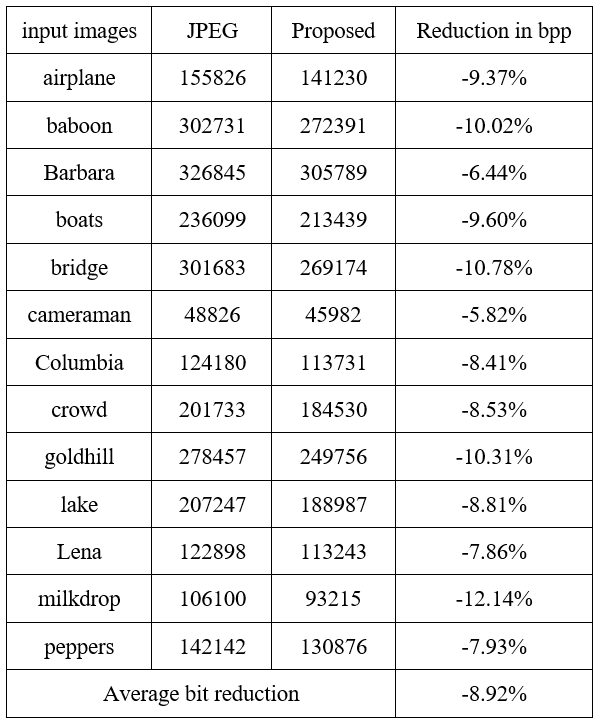 input images JPEG Proposed Reduction in bpp
airplane 155826 141230 -9.37%
baboon 302731 272391 -10.02%
Barbara 326845 305789 -6.44%
boats 236099 213439 -9.60%
bridge 301683 269174 -10.78%
cameraman 48826 45982 -5.82%
Columbia 124180 113731 -8.41%
crowd 201733 184530 -8.53%
goldhill 278457 249756 -10.31%
lake 207247 188987 -8.81%
Lena 122898 113243 -7.86%
milkdrop 106100 93215 -12.14%
peppers 142142 130876 -7.93%
Average bit reduction -8.92%